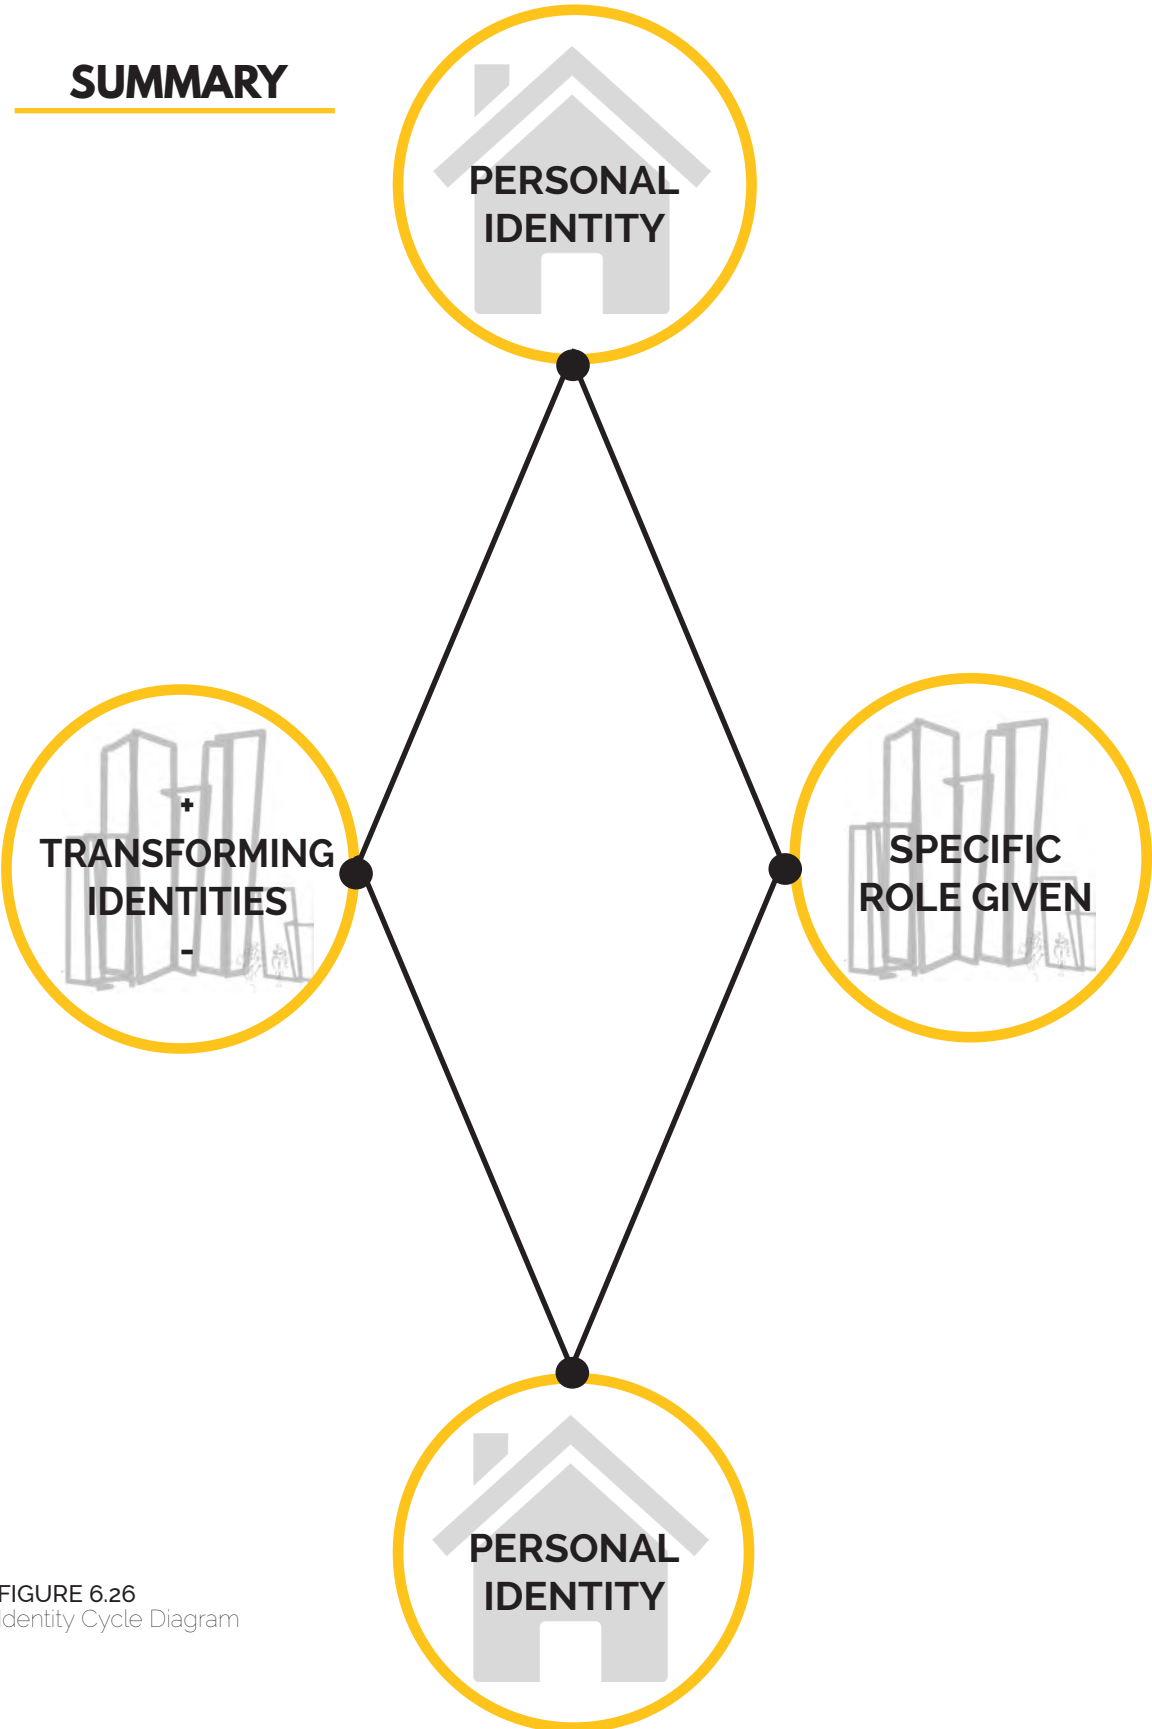 SUMMARY
PERSONAL
IDENTITY
+
TRANSFORMING
IDENTITIES
-
SPECIFIC
ROLE GIVEN
PERSONAL
IDENTITY
FIGURE 6.26
Identity Cycle Diagram